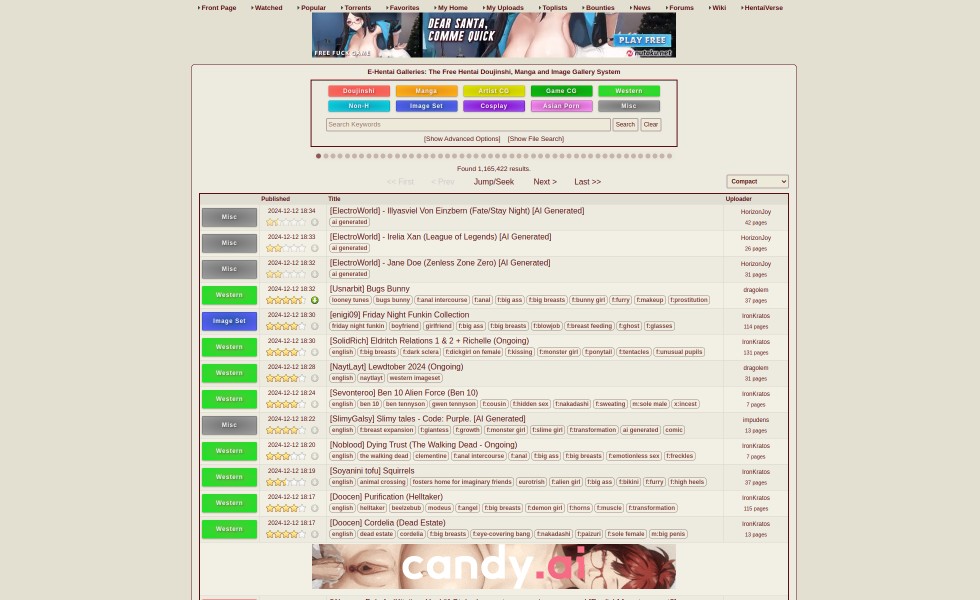 Front Page Watched Popular Torrents Favorites My Home My Uploads Toplists Bounties News Forums Wiki HentaiVerse
DEAR SANTA,
COMME QUICK
FREE FUCK GAME
PLAY FREE
nutaku.net
E-Hentai Galleries: The Free Hentai Doujinshi, Manga and Image Gallery System
Doujinshi Manga Artist CG Game CG Western
Non-H Image Set Cosplay Asian Porn Misc
Search Keywords Search Clear
[Show Advanced Options] [Show File Search]
Found 1,165,422 results.
<< First < Prev Jump/Seek Next > Last >> Compact
Published Title Uploader
Misc 2024-12-12 18:34 [ElectroWorld] - Illyasviel Von Einzbern (Fate/Stay Night) [AI Generated] HorizonJoy
ai generated 42 pages
Misc 2024-12-12 18:33 [ElectroWorld] - Irelia Xan (League of Legends) [AI Generated] HorizonJoy
ai generated 26 pages
Misc 2024-12-12 18:32 [ElectroWorld] - Jane Doe (Zenless Zone Zero) [AI Generated] HorizonJoy
ai generated 31 pages
Western 2024-12-12 18:32 [Usnarbit] Bugs Bunny dragolem
looney tunes bugs bunny f:anal intercourse f:anal f:big ass f:big breasts f:bunny girl f:furry f:makeup f:prostitution 37 pages
Image Set 2024-12-12 18:30 [enigi09] Friday Night Funkin Collection IronKratos
friday night funkin boyfriend girlfriend f:big ass f:big breasts f:blowjob f:breast feeding f:ghost f:glasses 114 pages
Western 2024-12-12 18:30 [SolidRich] Eldritch Relations 1 & 2 + Richelle (Ongoing) IronKratos
english f:big breasts f:dark sclera f:dickgirl on female f:kissing f:monster girl f:ponytail f:tentacles f:unusual pupils 131 pages
Western 2024-12-12 18:28 [NaytLayt] Lewdtober 2024 (Ongoing) dragolem
english naytlayt western imageset 31 pages
Western 2024-12-12 18:24 [Sevonteroo] Ben 10 Alien Force (Ben 10) IronKratos
english ben 10 ben tennyson gwen tennyson f:cousin f:hidden sex f:nakadashi f:sweating m:sole male x:incest 7 pages
Misc 2024-12-12 18:22 [SlimyGalsy] Slimy tales - Code: Purple. [AI Generated] impudens
english f:breast expansion f:giantess f:growth f:monster girl f:slime girl f:transformation ai generated comic 13 pages
Western 2024-12-12 18:20 [Noblood] Dying Trust (The Walking Dead - Ongoing) IronKratos
english the walking dead clementine f:anal intercourse f:anal f:big ass f:big breasts f:emotionless sex f:freckles 7 pages
Western 2024-12-12 18:19 [Soyanini tofu] Squirrels IronKratos
english animal crossing fosters home for imaginary friends eurotrish f:alien girl f:big ass f:bikini f:furry f:high heels 37 pages
Western 2024-12-12 18:17 [Doocen] Purification (Helltaker) IronKratos
english helltaker beelzebub modeus f:angel f:big breasts f:demon girl f:horns f:muscle f:transformation 115 pages
Western 2024-12-12 18:17 [Doocen] Cordelia (Dead Estate) IronKratos
english dead estate cordelia f:big breasts f:eye-covering bang f:nakadashi f:paizuri f:sole female m:big penis 13 pages
candy.ai